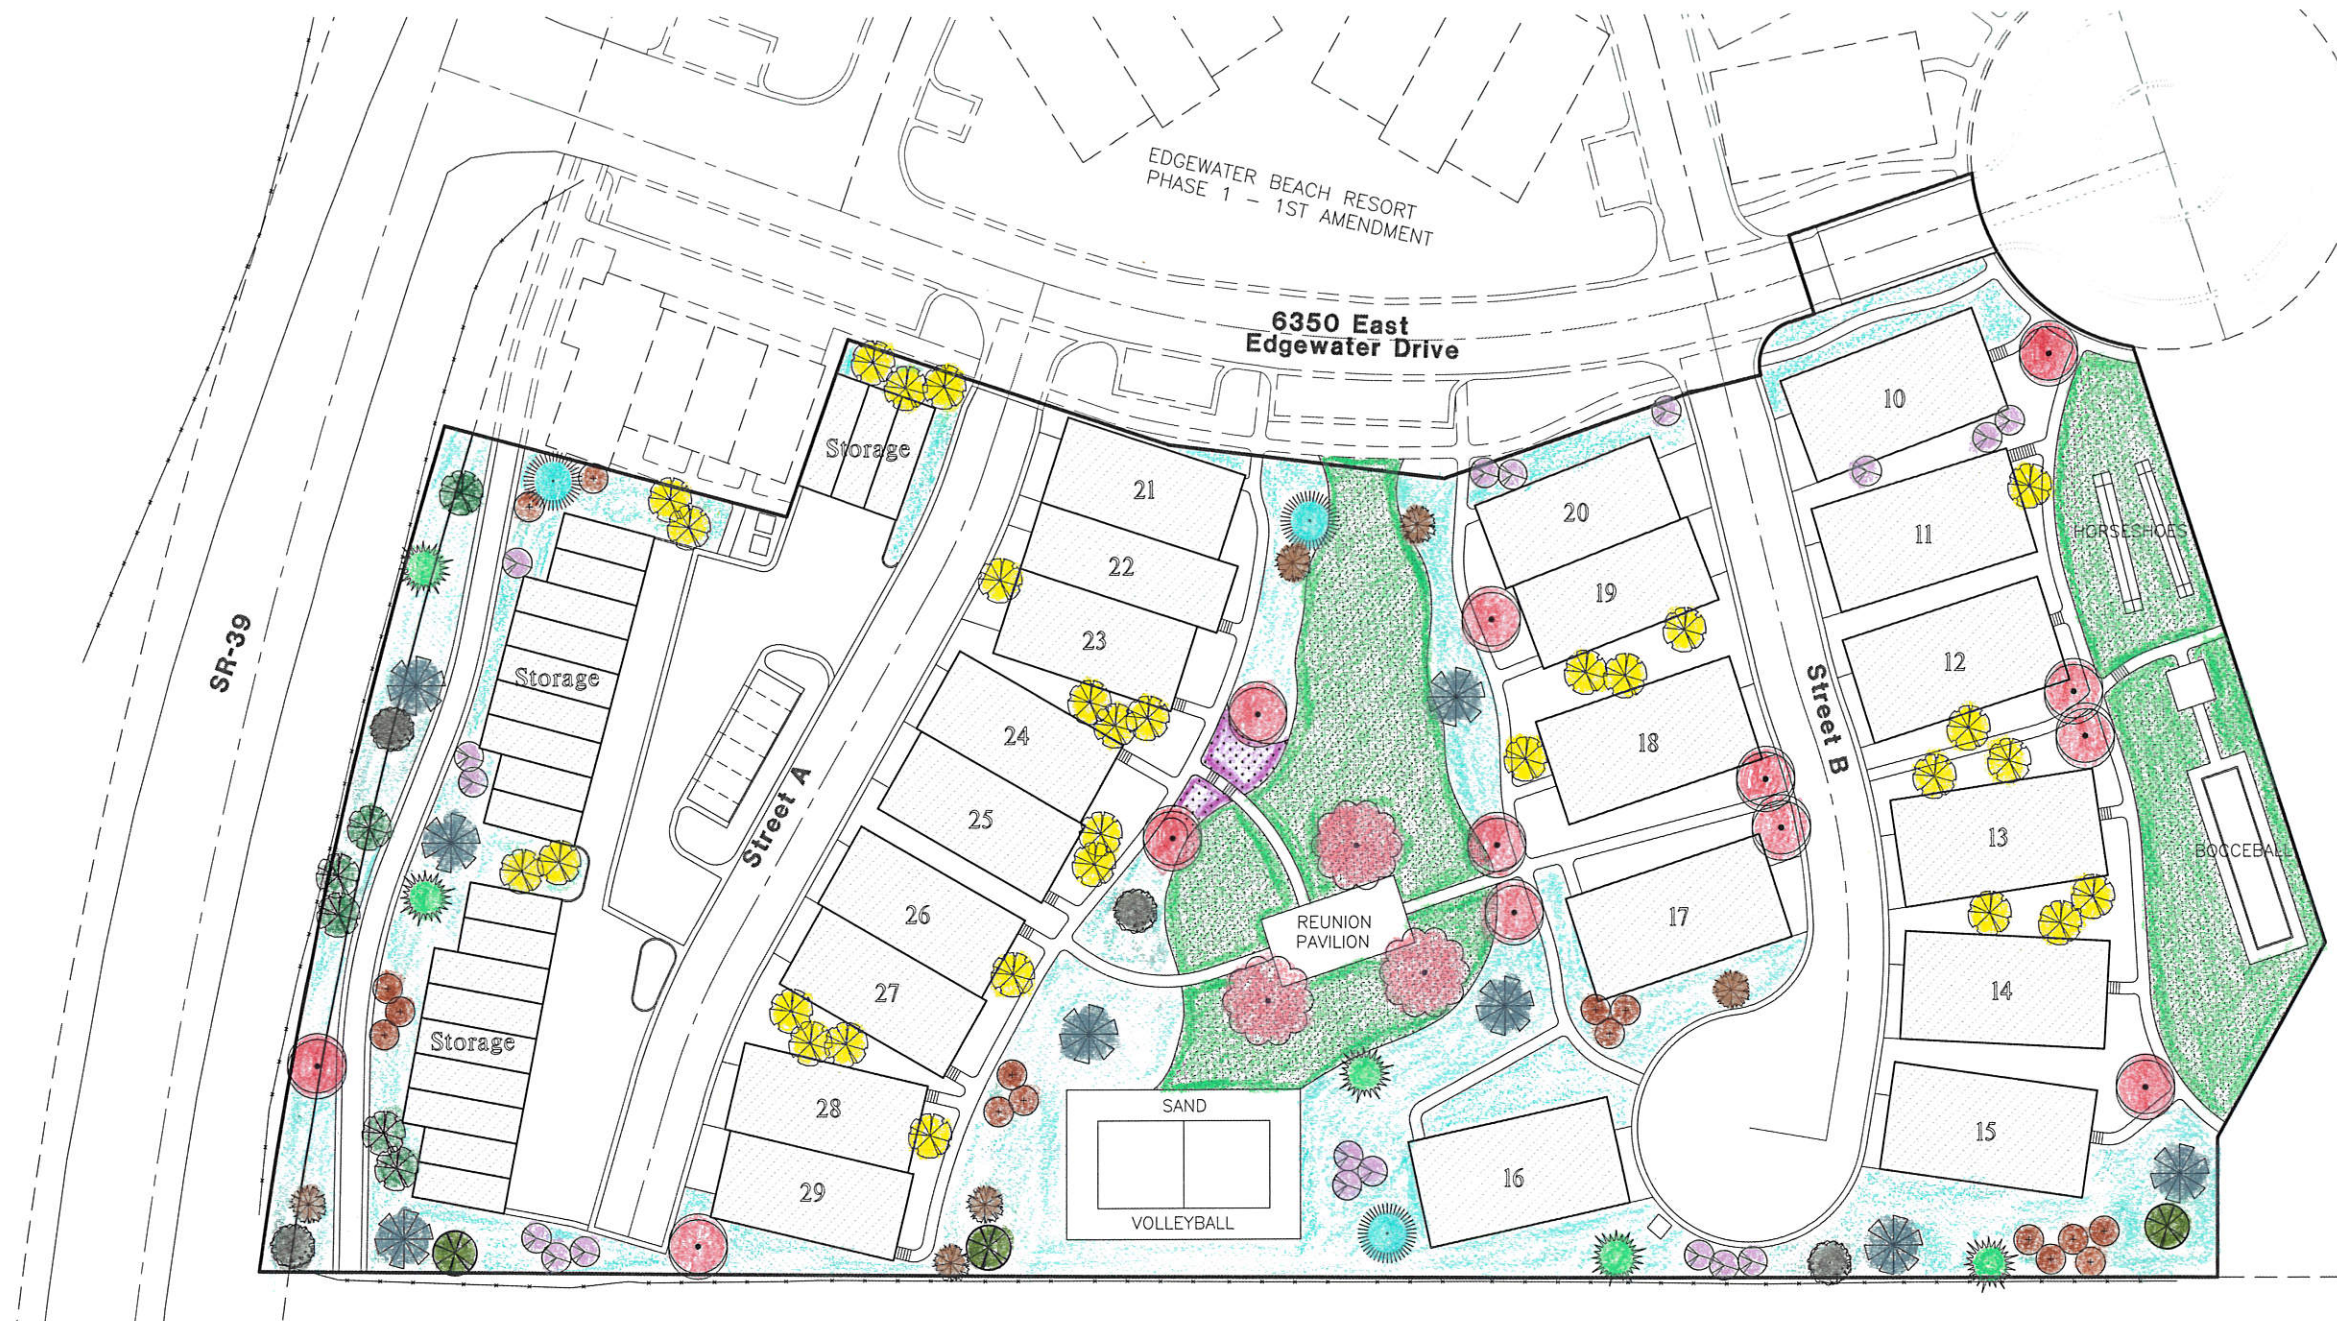 EDGEWATER BEACH RESORT
PHASE 1 - 1ST AMENDMENT
6350 East
Edgewater Drive
SR-39
Storage
Storage
Storage
Street A
Street B
10
11
12
13
14
15
16
17
18
19
20
21
22
23
24
25
26
27
28
29
HORSESHOES
BOCCEBALL
REUNION
PAVILION
SAND
VOLLEYBALL